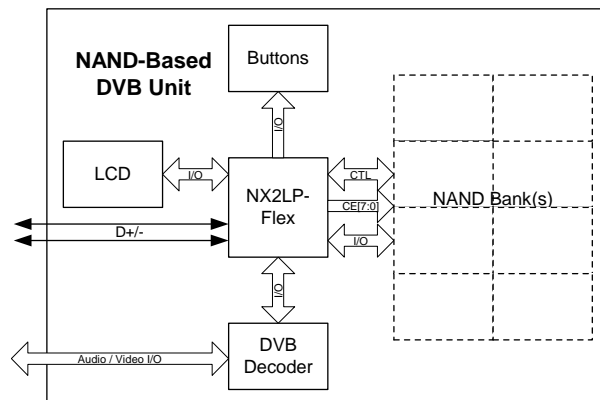 NAND-Based
DVB Unit
Buttons
I/O
LCD
I/O
NX2LP-
Flex
CTL
CE[7:0]
I/O
NAND Bank(s)
D+/-
I/O
DVB
Decoder
Audio / Video I/O